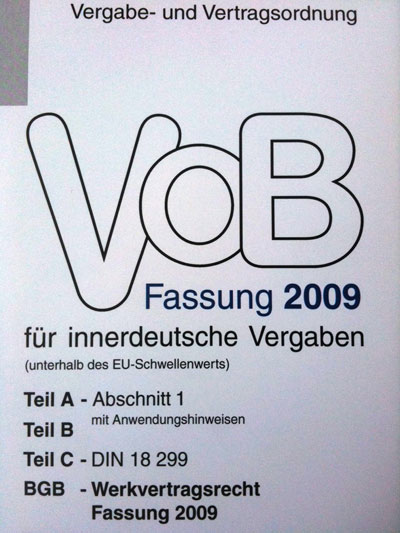 Vergabe- und Vertragsordnung
VOB
Fassung 2009
für innerdeutsche Vergaben
(unterhalb des EU-Schwellenwerts)
Teil A - Abschnitt 1
mit Anwendungshinweisen
Teil B
Teil C - DIN 18 299
BGB - Werkvertragsrecht
Fassung 2009